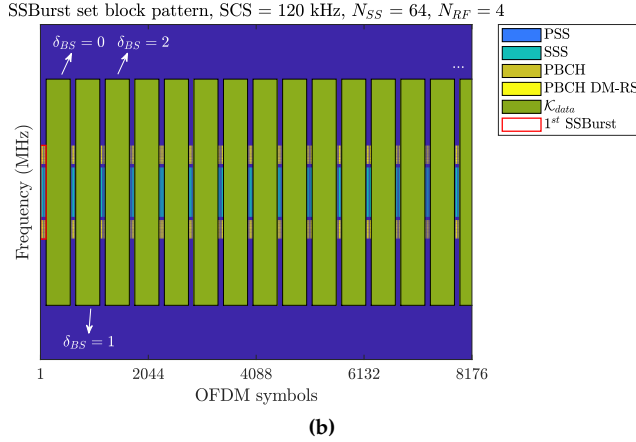 SSBurst set block pattern, SCS = 120 kHz, N_SS = 64, N_RF = 4
δ_BS = 0
δ_BS = 2
...
δ_BS = 1
Frequency (MHz)
1
2044
4088
6132
8176
OFDM symbols
PSS
SSS
PBCH
PBCH DM-RS
𝒦_data
1^st SSBurst
(b)